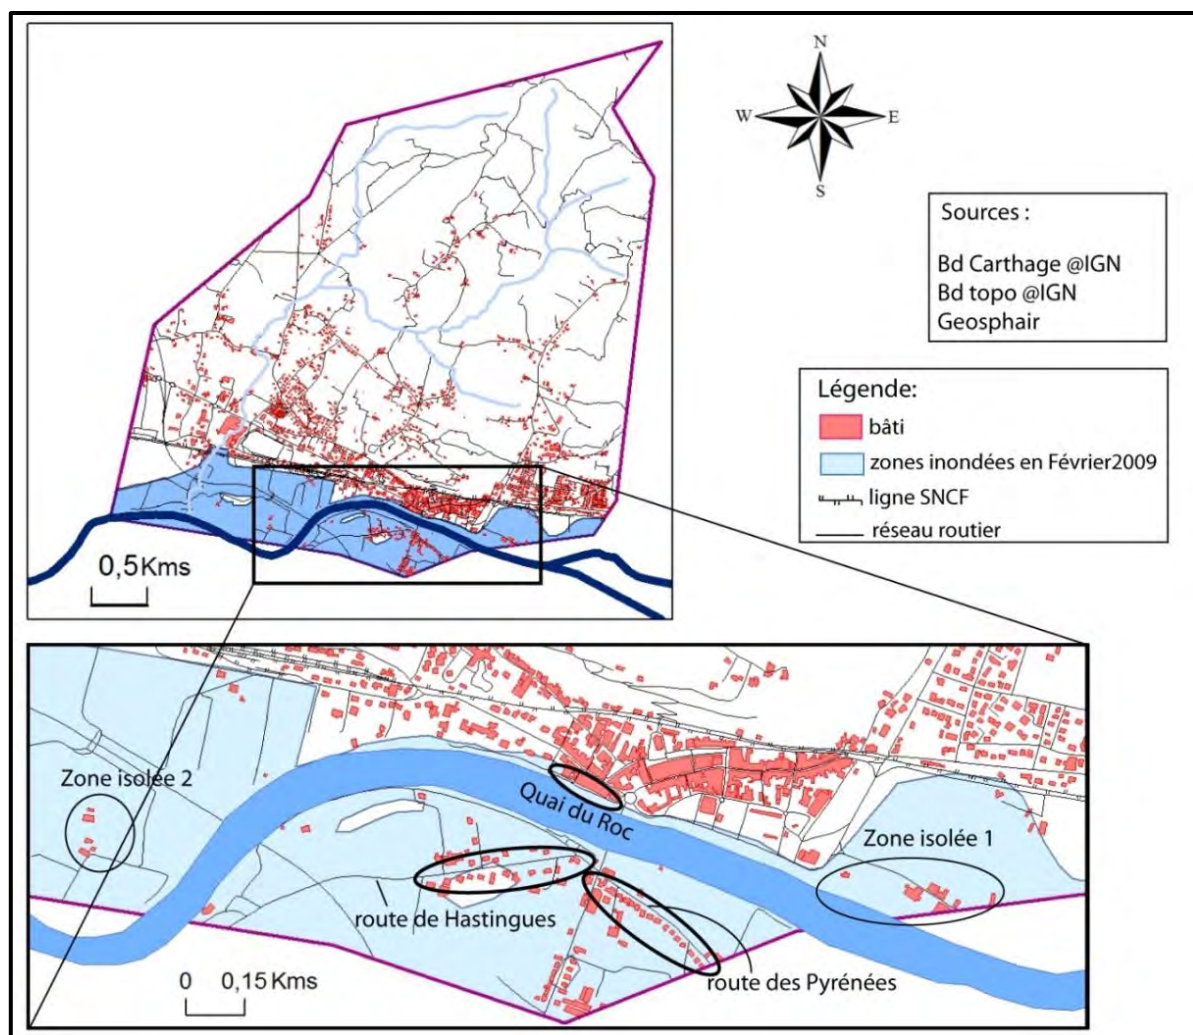 N
W
E
S
Sources :
Bd Carthage @IGN
Bd topo @IGN
Geosphair
0,5Kms
Légende:
bâti
zones inondées en Février2009
ligne SNCF
réseau routier
Zone isolée 2
Quai du Roc
Zone isolée 1
route de Hastingues
route des Pyrénées
0 0,15Kms